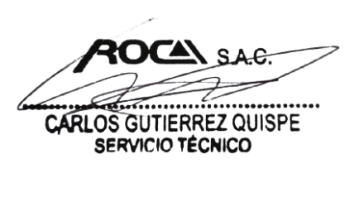 ROCA S.A.C.
CARLOS GUTIERREZ QUISPE
SERVICIO TÉCNICO